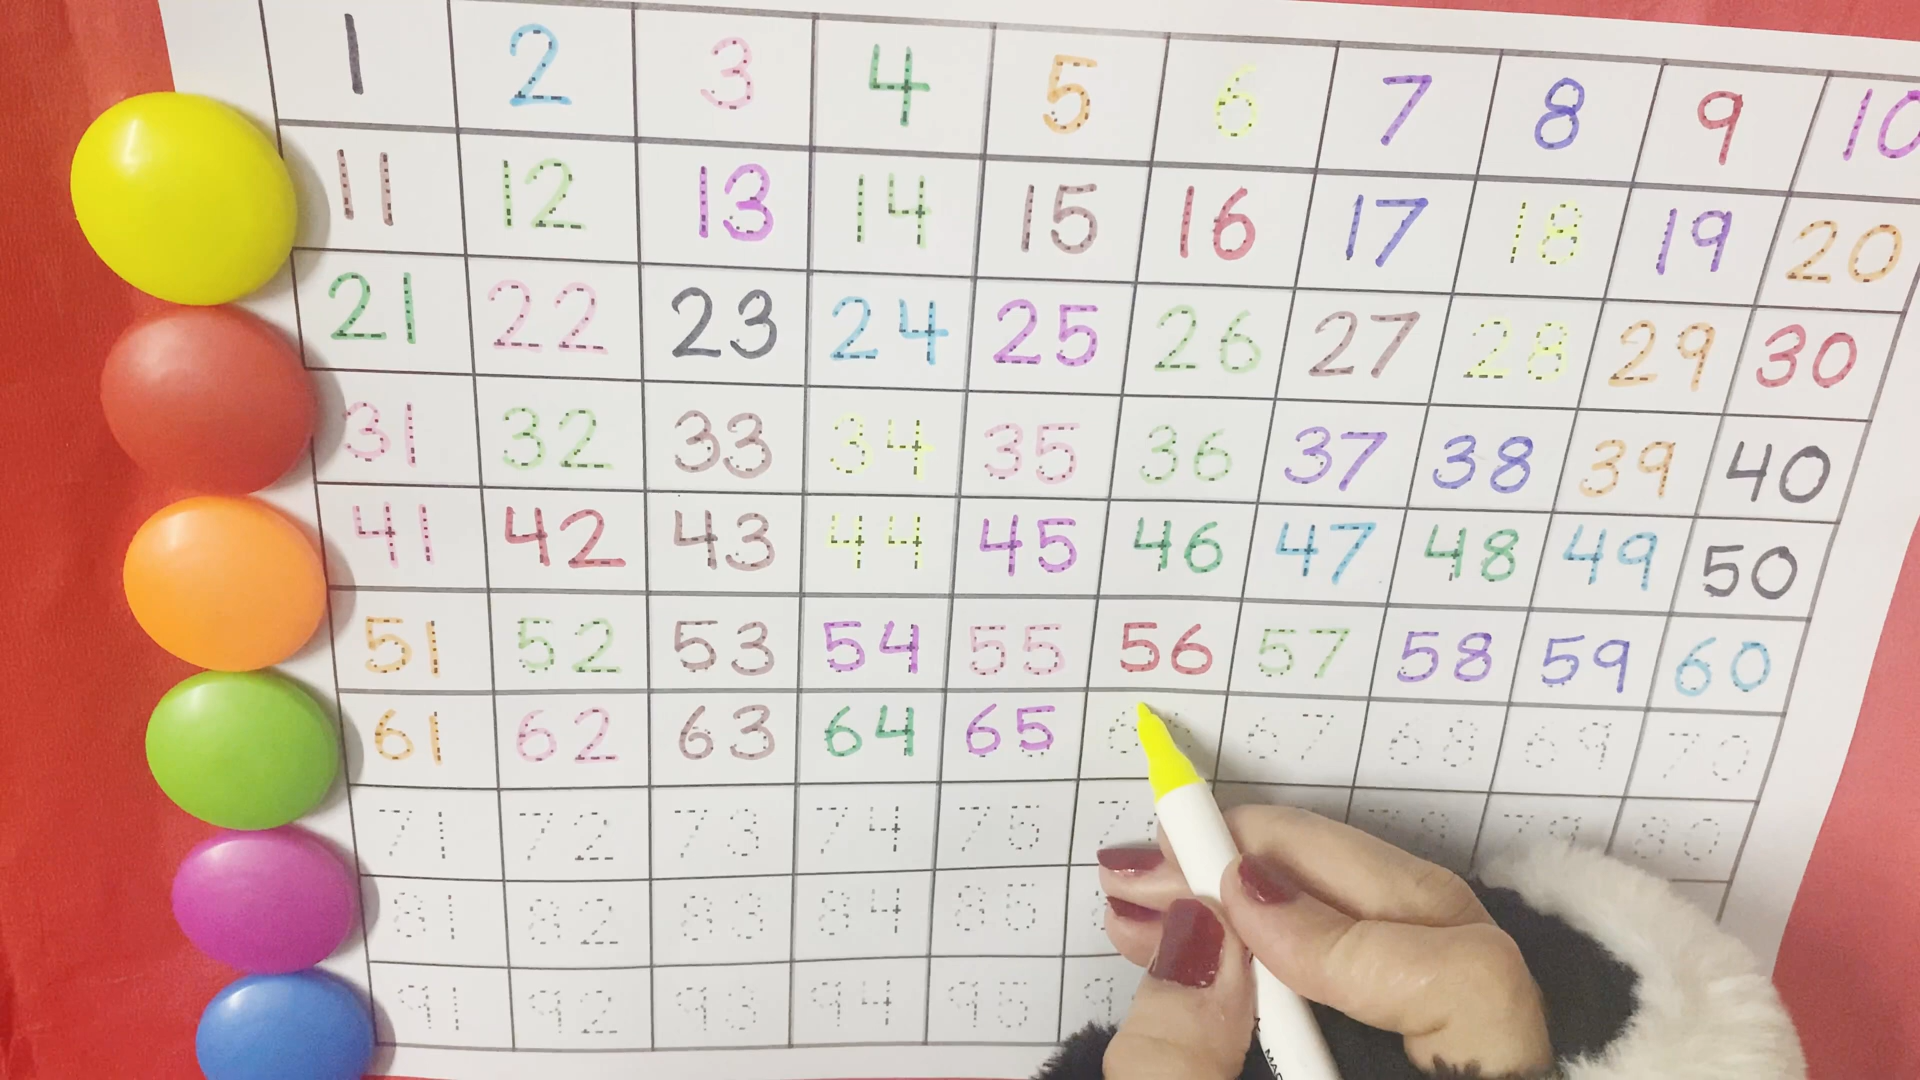 1 2 3 4 5 6 7 8 9 10
11 12 13 14 15 16 17 18 19 20
21 22 23 24 25 26 27 28 29 30
31 32 33 34 35 36 37 38 39 40
41 42 43 44 45 46 47 48 49 50
51 52 53 54 55 56 57 58 59 60
61 62 63 64 65 66 67 68 69 70
71 72 73 74 75 78 79 80
81 82 83 84 85
91 92 93 94 95